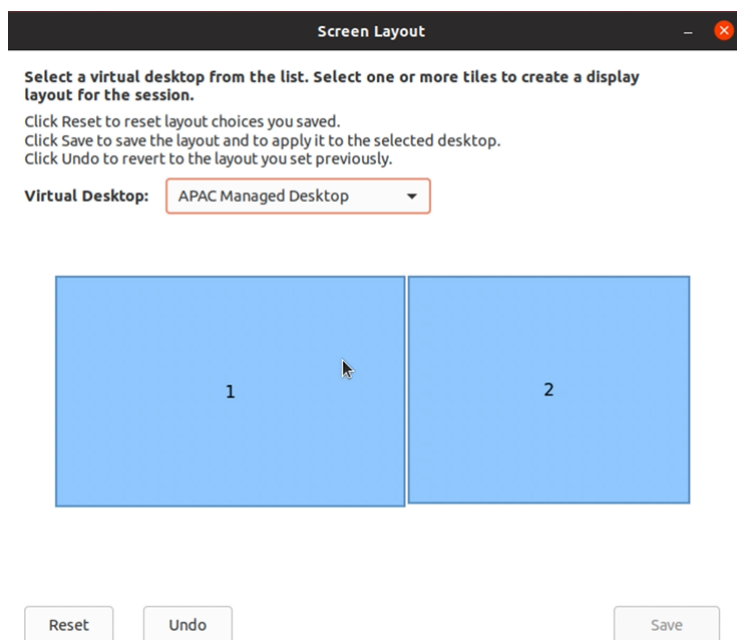 Screen Layout
Select a virtual desktop from the list. Select one or more tiles to create a display
layout for the session.
Click Reset to reset layout choices you saved.
Click Save to save the layout and to apply it to the selected desktop.
Click Undo to revert to the layout you set previously.
Virtual Desktop: APAC Managed Desktop
1 2
Reset Undo Save